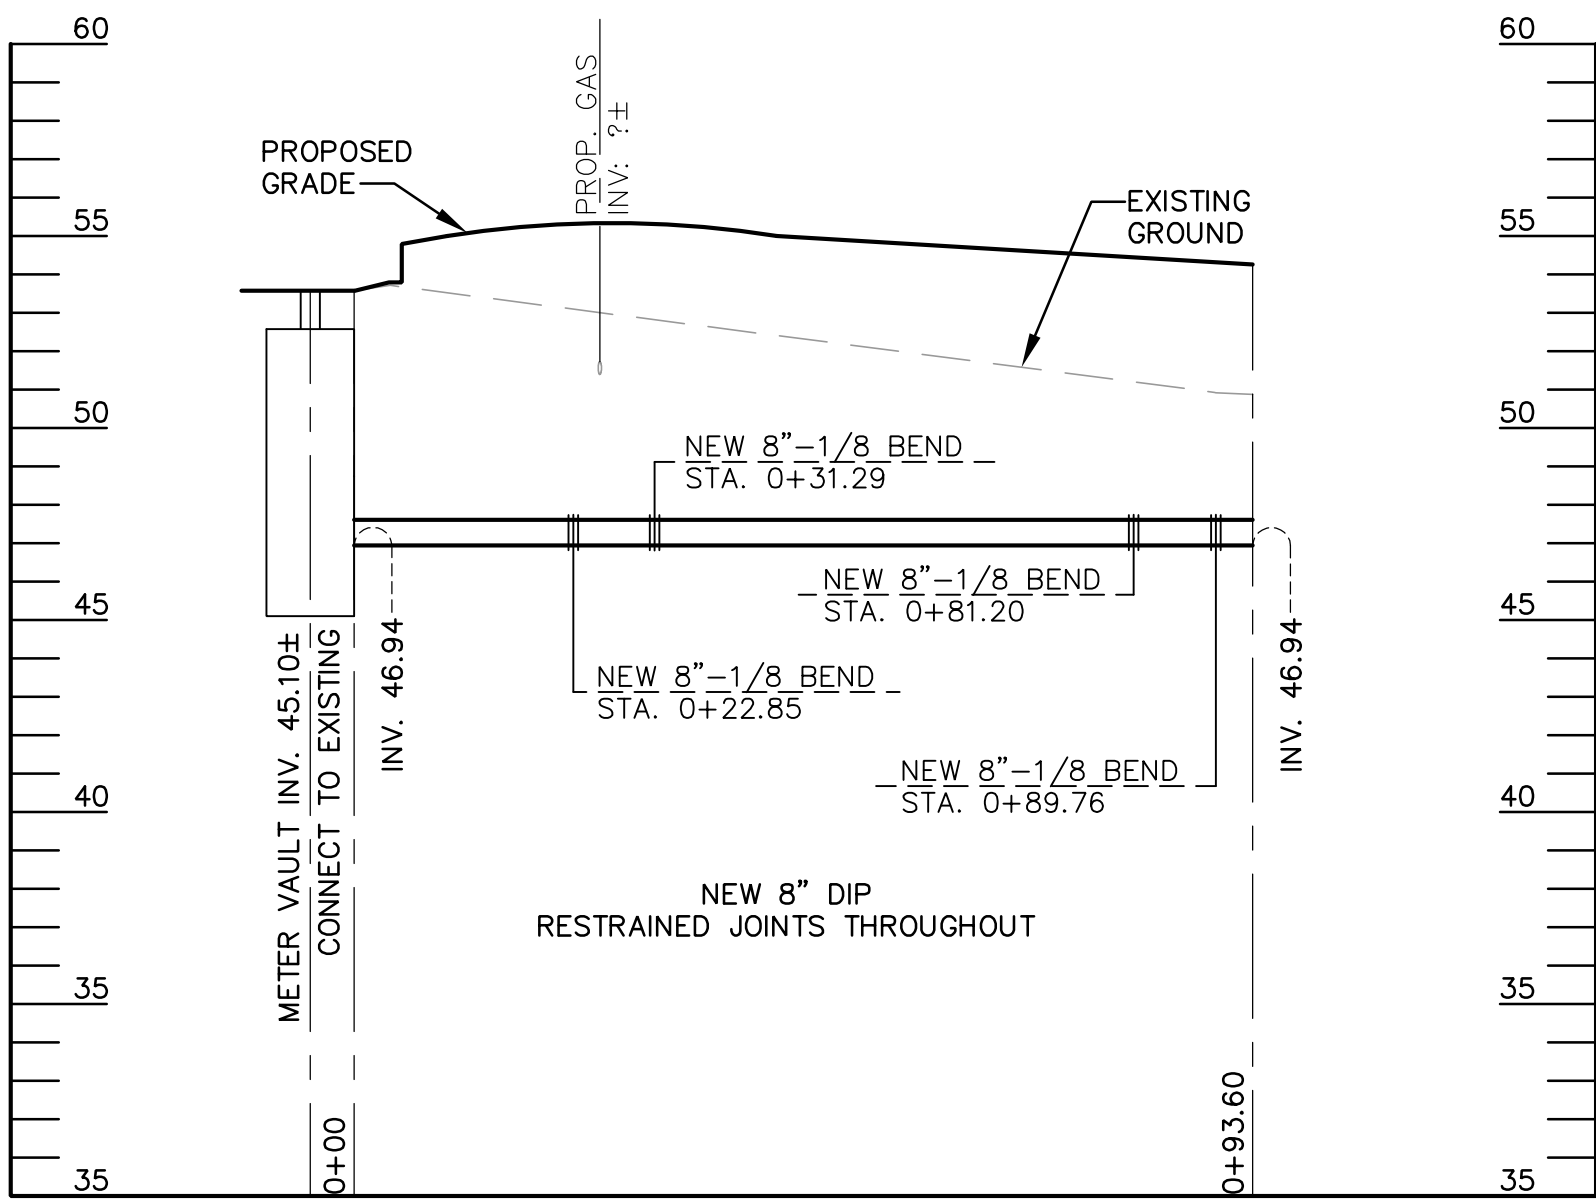 60
60
PROP. GAS
INV: ?±
PROPOSED
GRADE
EXISTING
GROUND
55
55
50
50
NEW 8”-1/8 BEND
STA. 0+31.29
NEW 8”-1/8 BEND
STA. 0+81.20
45
45
METER VAULT INV. 45.10±
CONNECT TO EXISTING
INV. 46.94
INV. 46.94
NEW 8”-1/8 BEND
STA. 0+22.85
NEW 8”-1/8 BEND
STA. 0+89.76
40
40
NEW 8” DIP
RESTRAINED JOINTS THROUGHOUT
35
35
0+00
0+93.60
35
35